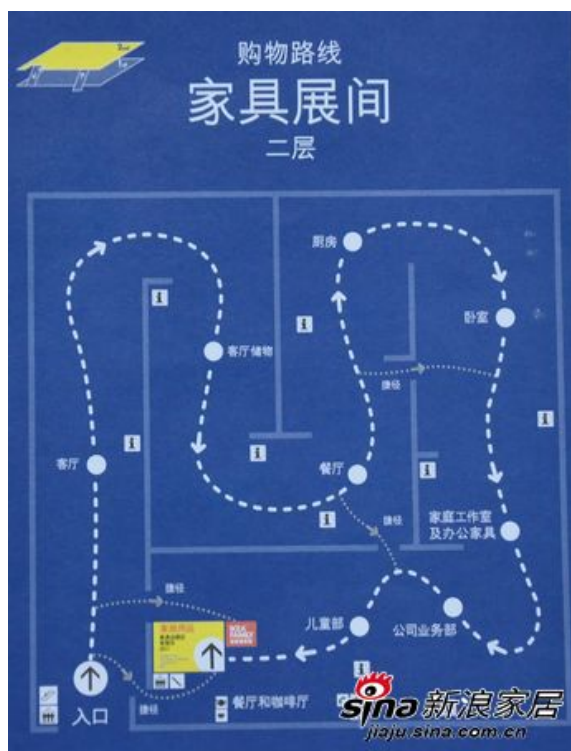 2nd
购物路线
家具展间
二层
厨房
i
i
卧室
客厅储物
捷径
i
i
i
客厅
餐厅
i
i
捷径
家庭工作室
及办公家具
捷径
儿童部
公司业务部
IKEA
FAMILY
i
入口
捷径
餐厅和咖啡厅
sina新浪家居
jiaju.sina.com.cn